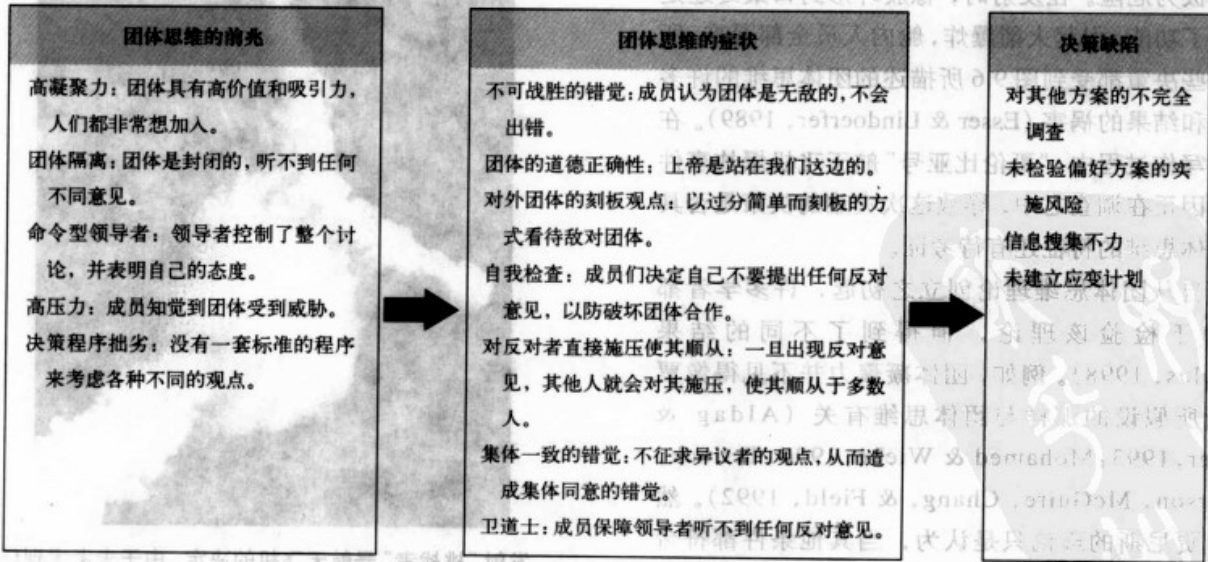 团体思维的前兆
高凝聚力：团体具有高价值和吸引力，
人们都非常想加入。
团体隔离：团体是封闭的，听不到任何
不同意见。
命令型领导者：领导者控制了整个讨
论，并表明自己的态度。
高压力：成员知觉到团体受到威胁。
决策程序拙劣：没有一套标准的程序
来考虑各种不同的观点。
团体思维的症状
不可战胜的错觉：成员认为团体是无敌的，不会
出错。
团体的道德正确性：上帝是站在我们这边的。
对外团体的刻板观点：以过分简单而刻板的方
式看待敌对团体。
自我检查：成员们决定自己不要提出任何反对
意见，以防破坏团体合作。
对反对者直接施压使其顺从：一旦出现反对意
见，其他人就会对其施压，使其顺从于多数
人。
集体一致的错觉：不征求异议者的观点，从而造
成集体同意的错觉。
卫道士：成员保障领导者听不到任何反对意见。
决策缺陷
对其他方案的不完全
调查
未检验偏好方案的实
施风险
信息搜集不力
未建立应变计划